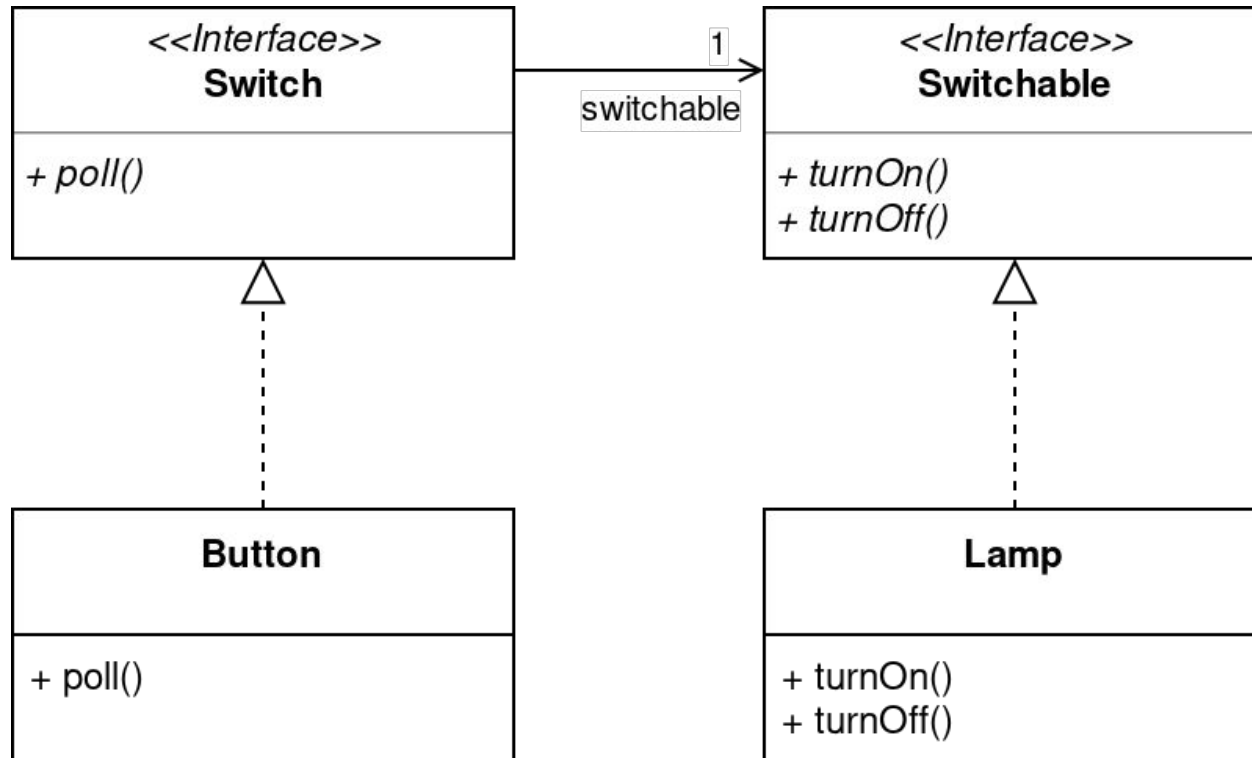 <<Interface>>
Switch
+ poll()
1
switchable
<<Interface>>
Switchable
+ turnOn()
+ turnOff()
Button
+ poll()
Lamp
+ turnOn()
+ turnOff()